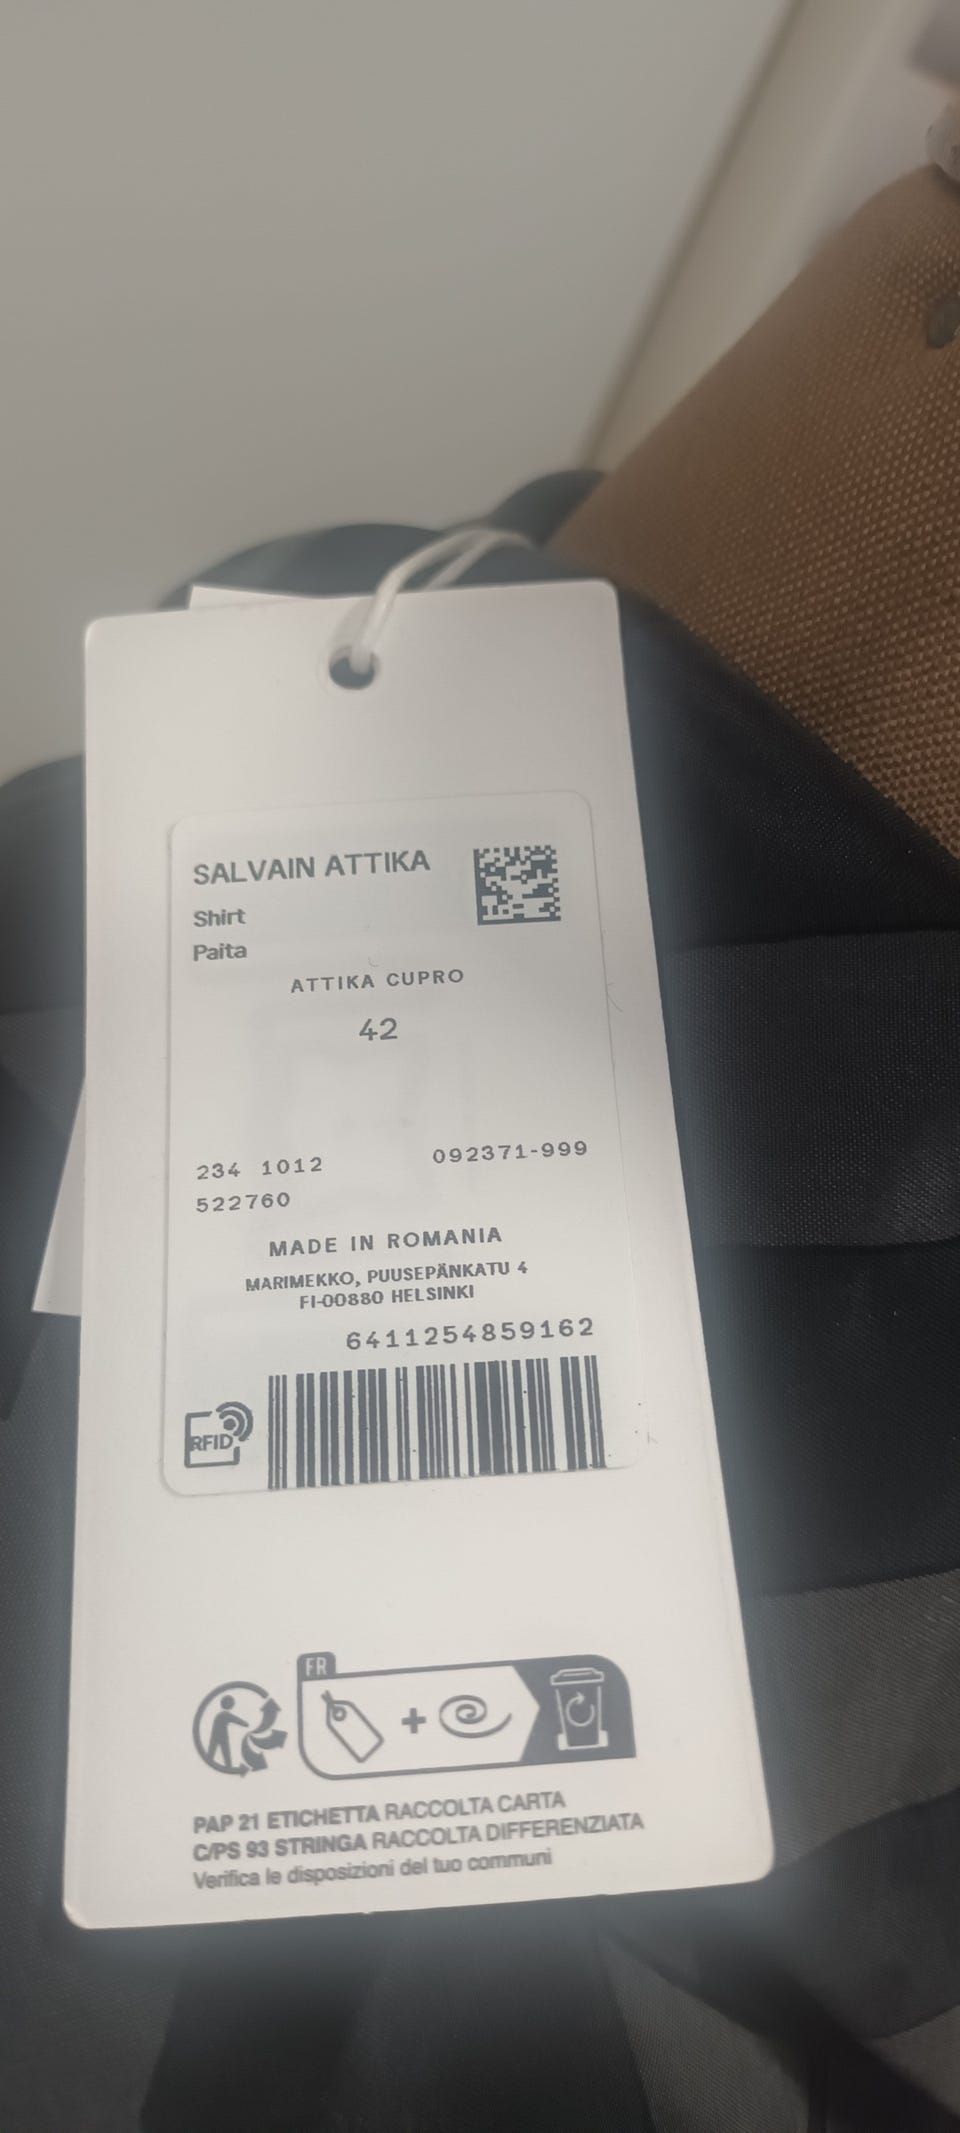 SALVAIN ATTIKA
Shirt
Paita
ATTIKA CUPRO
42
234 1012 092371-999
522760
MADE IN ROMANIA
MARIMEKKO, PUUSEPÄNKATU 4
FI-00880 HELSINKI
6411254859162
RFID
FR
PAP 21 ETICHETTA RACCOLTA CARTA
C/PS 93 STRINGA RACCOLTA DIFFERENZIATA
Verifica le disposizioni del tuo communi